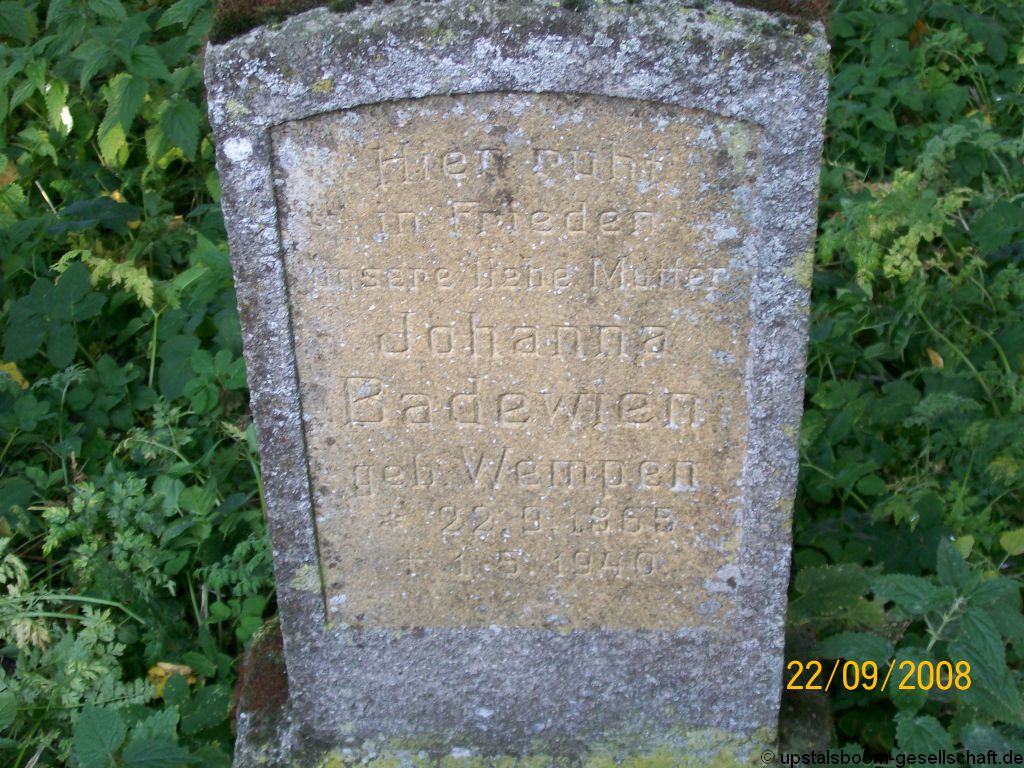 Hier ruht
in Frieden
unsere liebe Mutter
Johanna
Badewien
geb. Wempen
* 22.9.1865
+ 1.5.1940
22/09/2008
© upstalsboom-gesellschaft.de